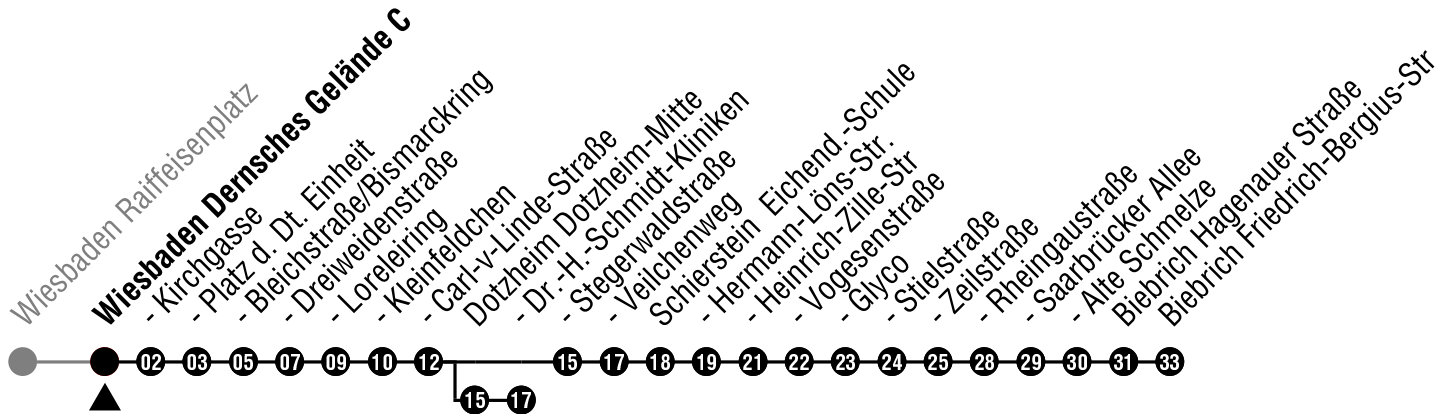 Wiesbaden Raiffeisenplatz
Wiesbaden Dernsches Gelände C
- Kirchgasse
- Platz d. Dt. Einheit
- Bleichstraße/Bismarckring
- Dreiweidenstraße
- Loreleiring
- Kleinfeldchen
- Carl-v-Linde-Straße
Dotzheim Dotzheim-Mitte
- Dr.-H.-Schmidt-Kliniken
- Stegerwaldstraße
- Veilchenweg
Schierstein Eichend.-Schule
- Hermann-Löns-Str.
- Heinrich-Zille-Str
- Vogesenstraße
- Glyco
- Stielstraße
- Zeilstraße
- Rheingaustraße
- Saarbrücker Allee
- Alte Schmelze
Biebrich Hagenauer Straße
Biebrich Friedrich-Bergius-Str
02 03 05 07 09 10 12 15 17 18 19 21 22 23 24 25 28 29 30 31 33
15 17